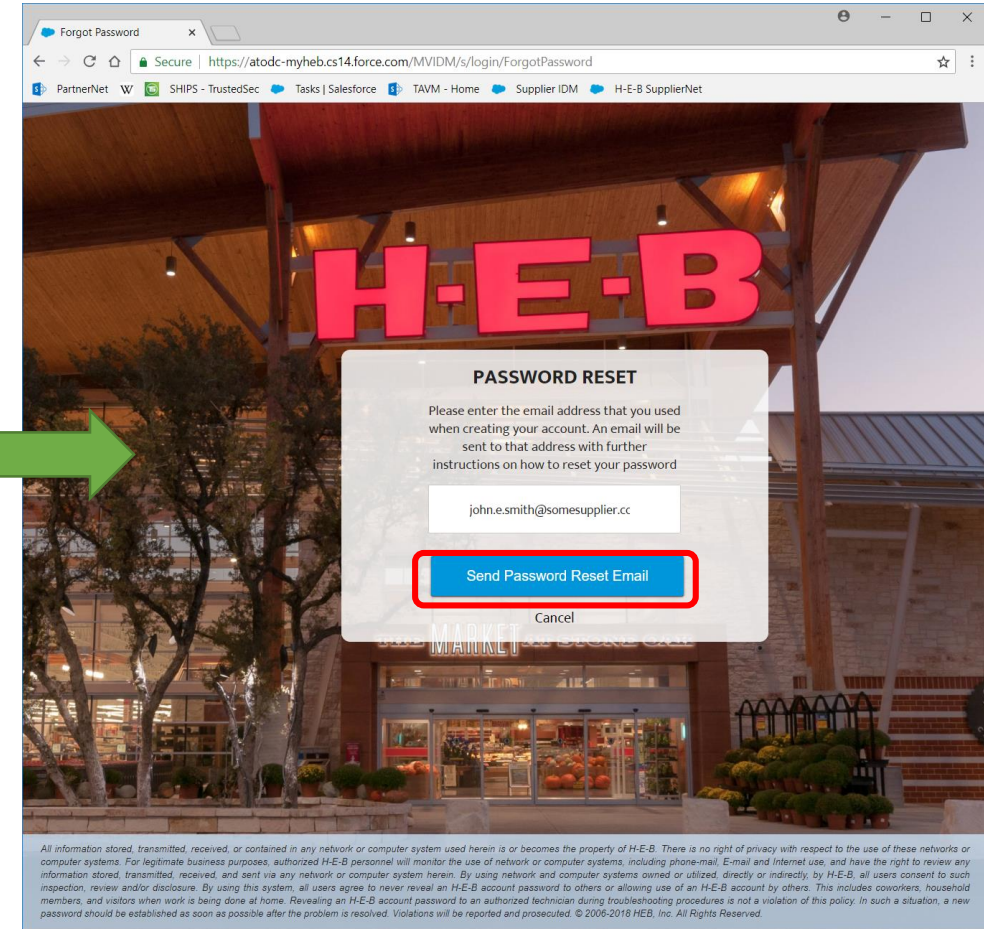 Forgot Password
Secure | https://atodc-myheb.cs14.force.com/MVIDM/s/login/ForgotPassword
PartnerNet W SHIPS - TrustedSec Tasks | Salesforce TAVM - Home Supplier IDM H-E-B SupplierNet
H-E-B
PASSWORD RESET
Please enter the email address that you used
when creating your account. An email will be
sent to that address with further
instructions on how to reset your password
john.e.smith@somesupplier.cc
Send Password Reset Email
Cancel
MARKET
All information stored, transmitted, received, or contained in any network or computer system used herein is or becomes the property of H-E-B. There is no right of privacy with respect to the use of these networks or
computer systems. For legitimate business purposes, authorized H-E-B personnel will monitor the use of network or computer systems, including phone-mail, E-mail and Internet use, and have the right to review any
information stored, transmitted, received, and sent via any network or computer system herein. By using network and computer systems owned or utilized, directly or indirectly, by H-E-B, all users consent to such
inspection, review and/or disclosure. By using this system, all users agree to never reveal an H-E-B account password to others or allowing use of an H-E-B account by others. This includes coworkers, household
members, and visitors when work is being done at home. Revealing an H-E-B account password to an authorized technician during troubleshooting procedures is not a violation of this policy. In such a situation, a new
password should be established as soon as possible after the problem is resolved. Violations will be reported and prosecuted. © 2006-2018 HEB, Inc. All Rights Reserved.